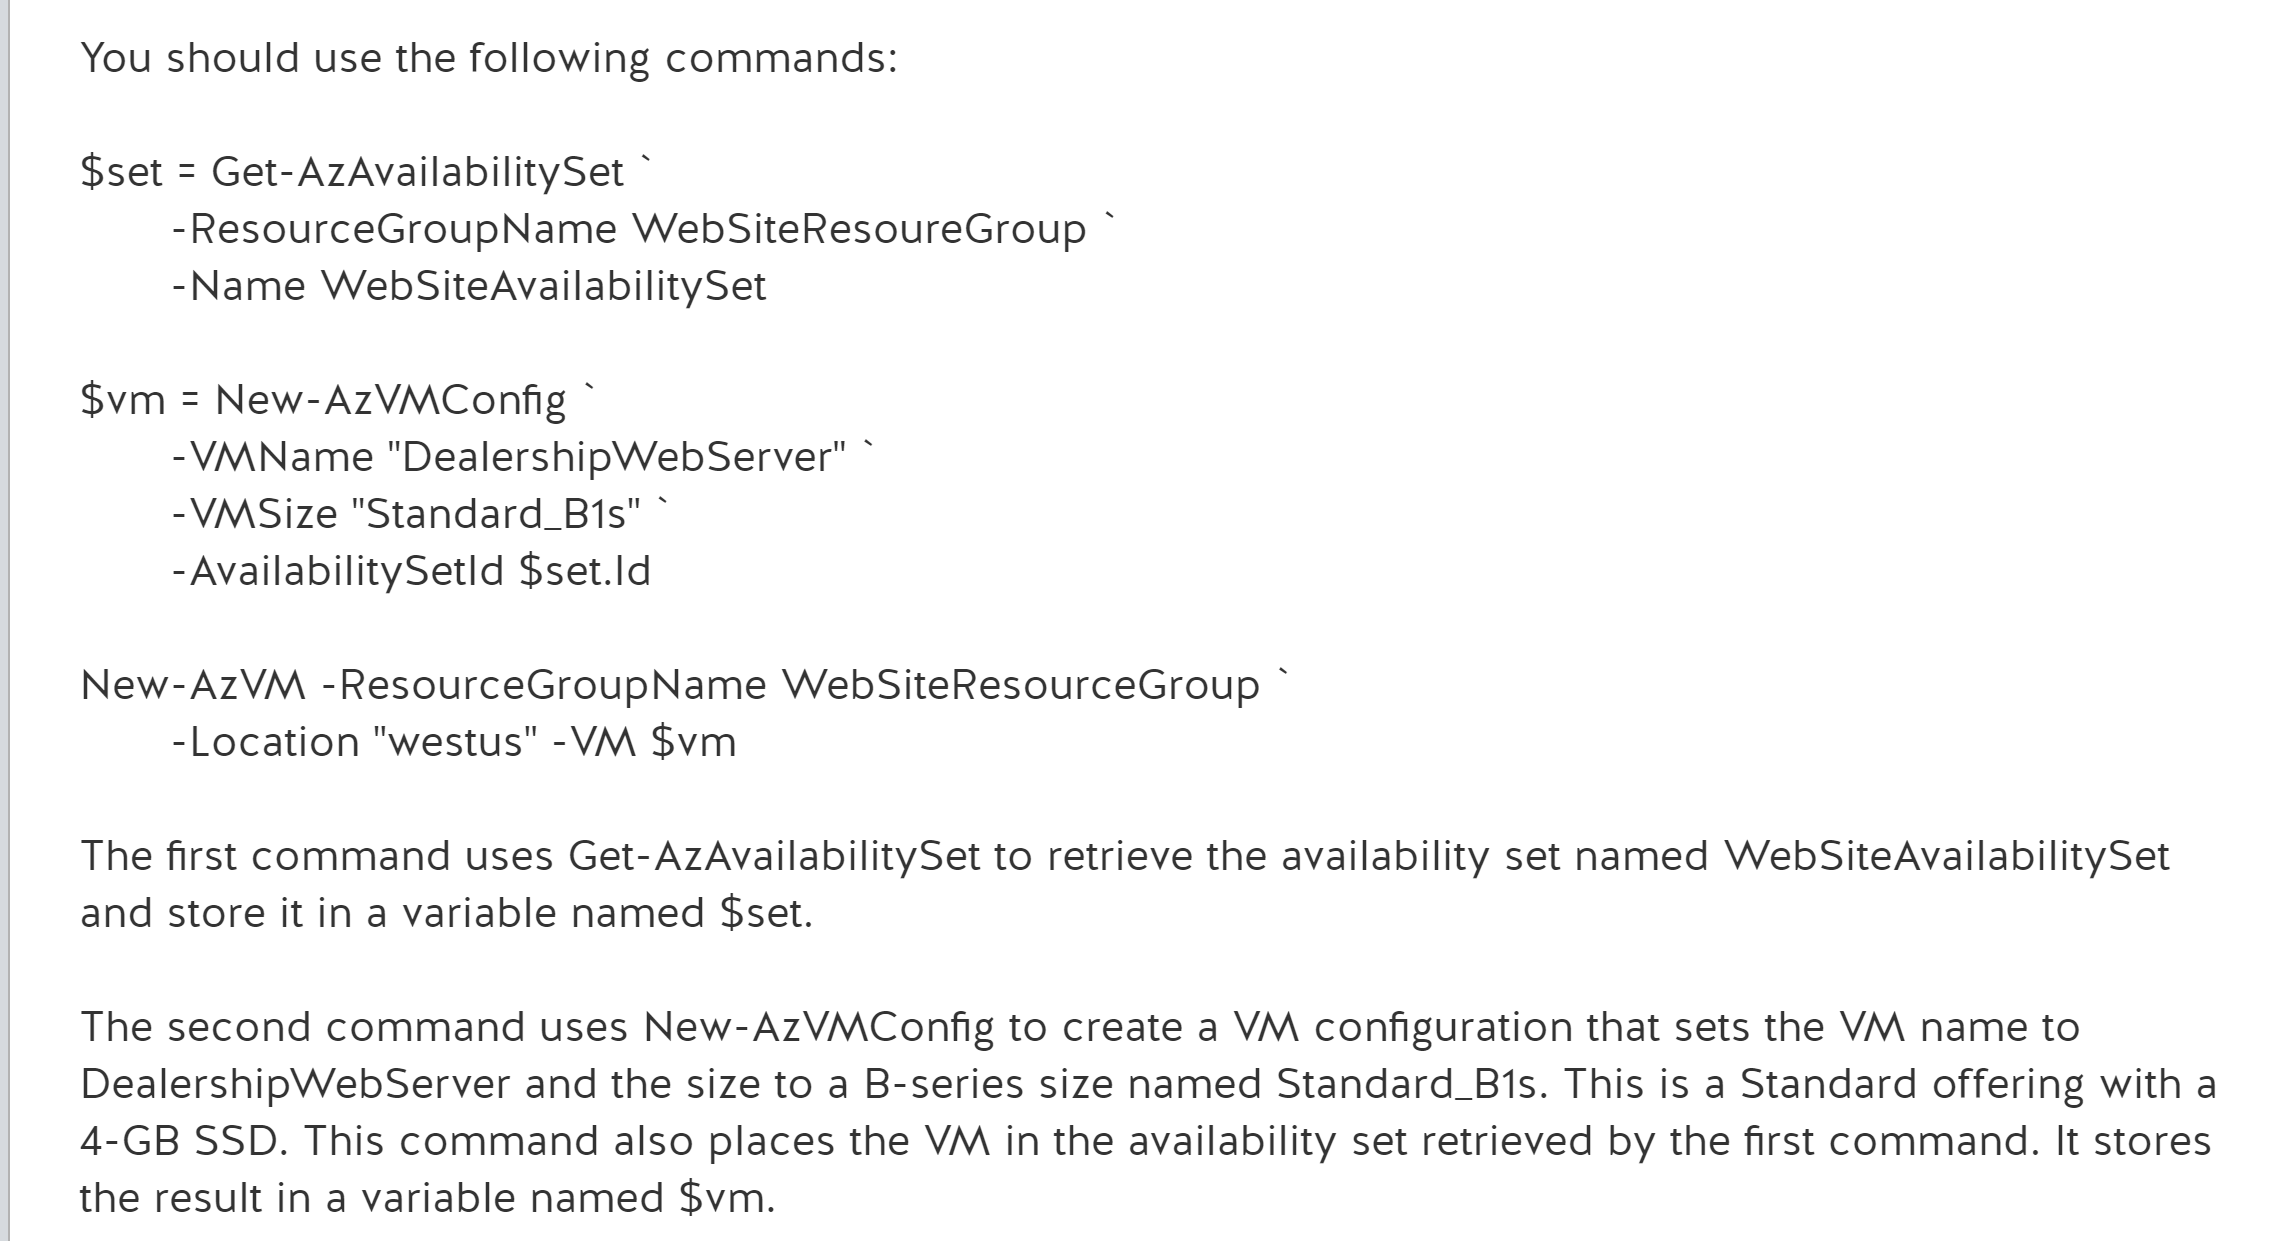 You should use the following commands:
$set = Get-AzAvailabilitySet `
-ResourceGroupName WebSiteResoureGroup `
-Name WebSiteAvailabilitySet
$vm = New-AzVMConfig `
-VMName "DealershipWebServer" `
-VMSize "Standard_B1s" `
-AvailabilitySetId $set.Id
New-AzVM -ResourceGroupName WebSiteResourceGroup `
-Location "westus" -VM $vm
The first command uses Get-AzAvailabilitySet to retrieve the availability set named WebSiteAvailabilitySet
and store it in a variable named $set.
The second command uses New-AzVMConfig to create a VM configuration that sets the VM name to
DealershipWebServer and the size to a B-series size named Standard_B1s. This is a Standard offering with a
4-GB SSD. This command also places the VM in the availability set retrieved by the first command. It stores
the result in a variable named $vm.